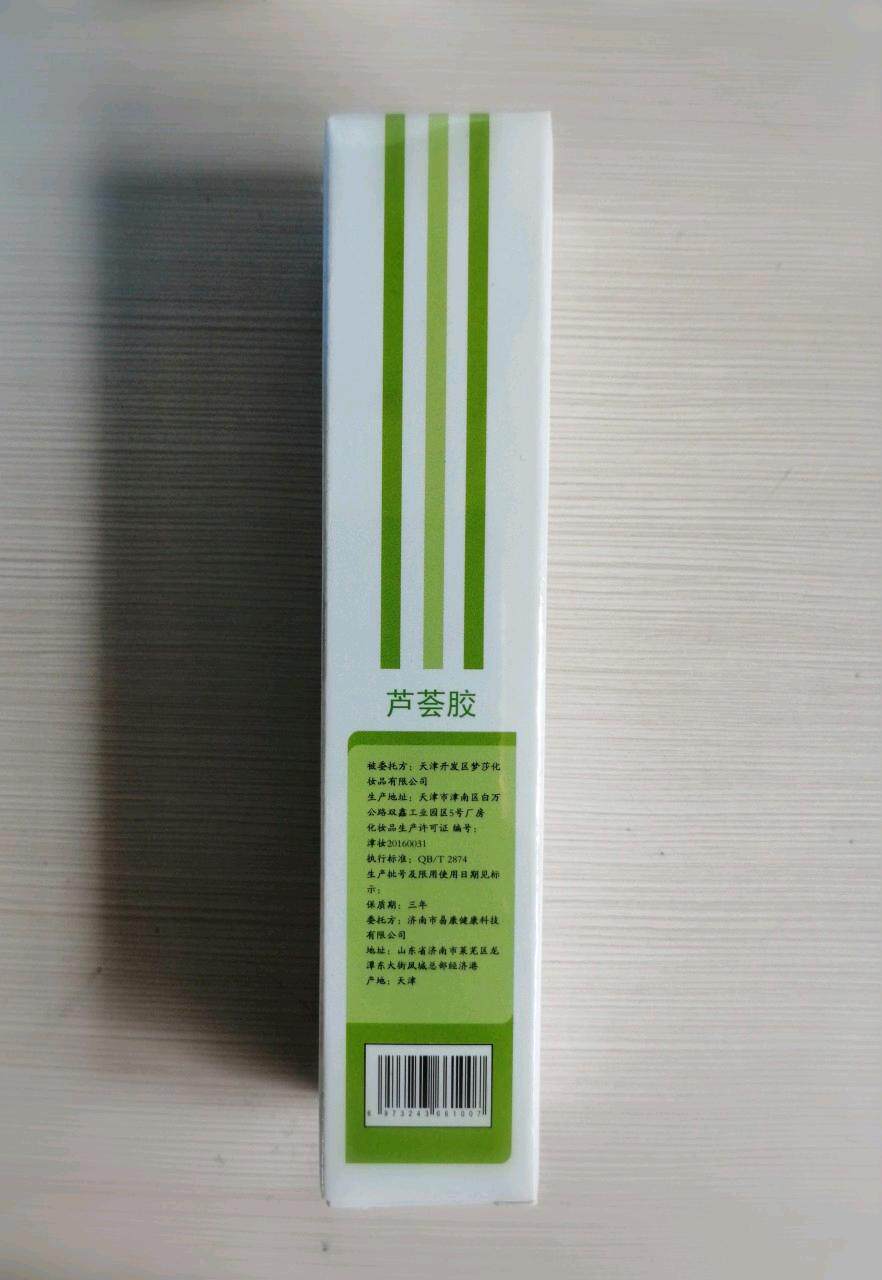 芦荟胶
被委托方：天津开发区梦莎化
妆品有限公司
生产地址：天津市津南区白万
公路双鑫工业园区5号厂房
化妆品生产许可证 编号：
津妆20160031
执行标准：QB/T 2874
生产批号及限用使用日期见标
示；
保质期：三年
委托方：济南市易康健康科技
有限公司
地址：山东省济南市莱芜区龙
潭东大街凤城总部经济港
产地：天津
6 973243 661007